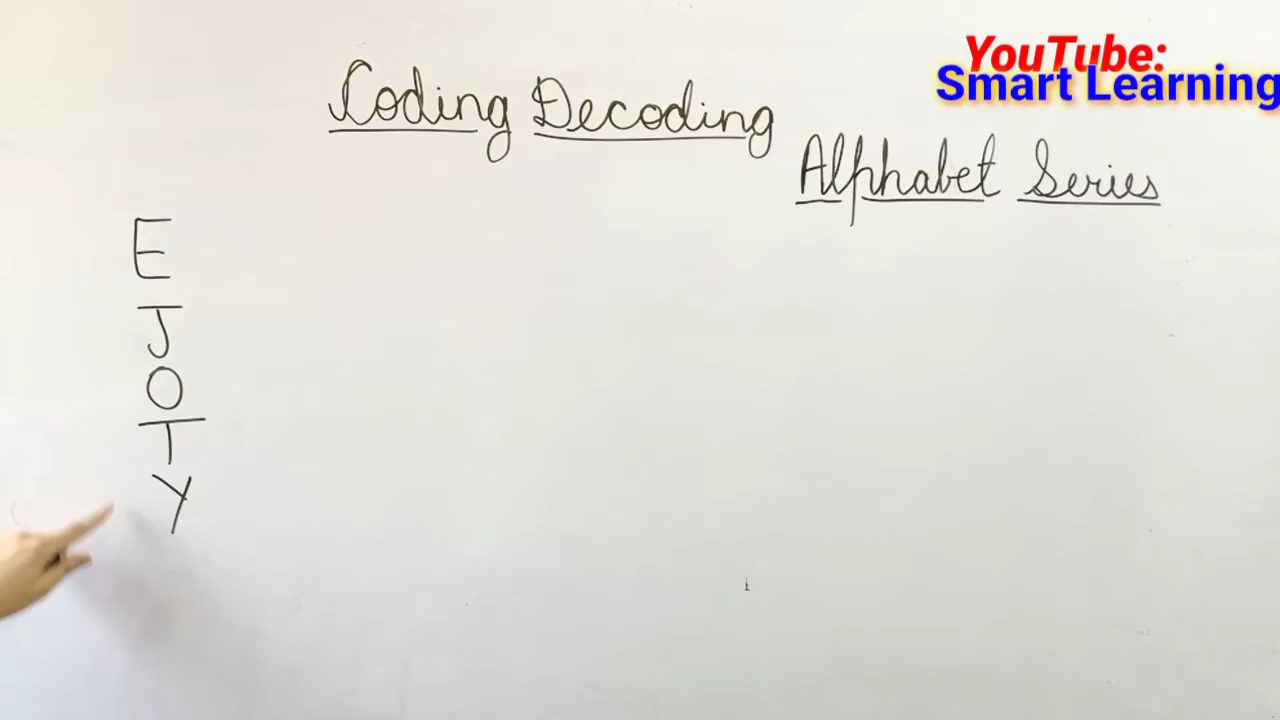 YouTube:
Smart Learning
Coding Decoding
Alphabet Series
E
J
O
T
Y